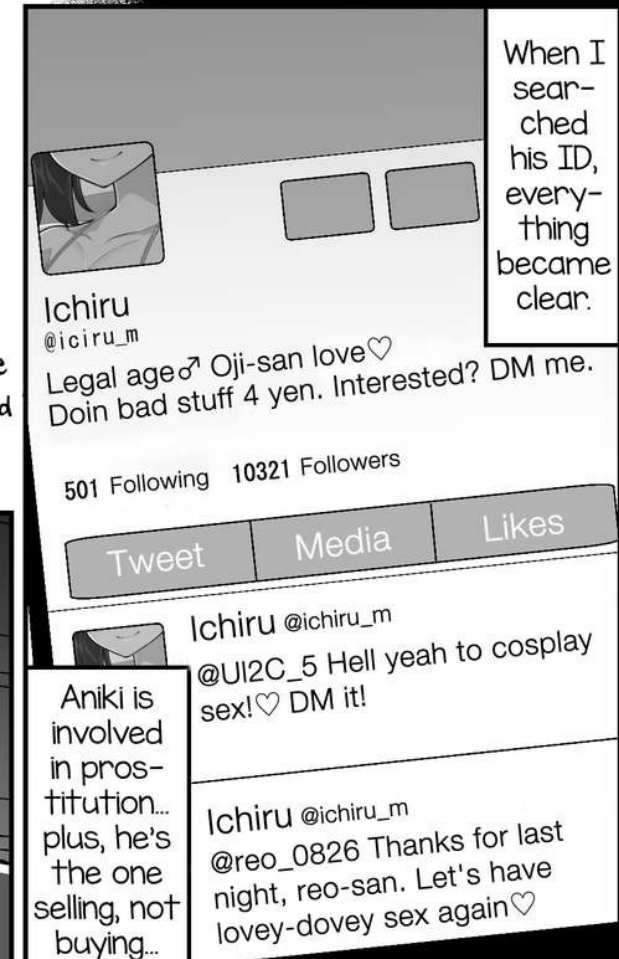 When I
sear-
ched
his ID,
every-
thing
became
clear.
Ichiru
@iciru_m
Legal age♂ Oji-san love♡
Doin bad stuff 4 yen. Interested? DM me.
501 Following 10321 Followers
Tweet Media Likes
Ichiru @ichiru_m
@UI2C_5 Hell yeah to cosplay
sex!♡ DM it!
Ichiru @ichiru_m
@reo_0826 Thanks for last
night, reo-san. Let's have
lovey-dovey sex again♡
Aniki is
involved
in pros-
titution...
plus, he's
the one
selling, not
buying...